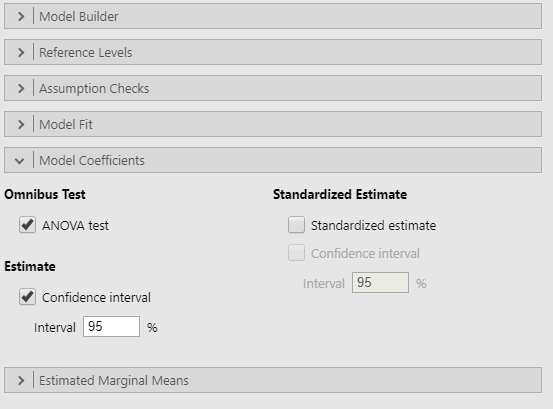 Model Builder
Reference Levels
Assumption Checks
Model Fit
Model Coefficients
Omnibus Test
ANOVA test
Estimate
Confidence interval
Interval 95 %
Standardized Estimate
Standardized estimate
Confidence interval
Interval 95 %
Estimated Marginal Means